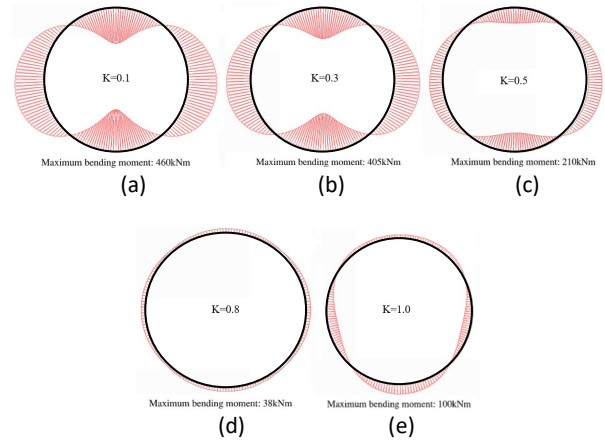 K=0.1
K=0.3
K=0.5
Maximum bending moment: 460kNm
Maximum bending moment: 405kNm
Maximum bending moment: 210kNm
(a)
(b)
(c)
K=0.8
K=1.0
Maximum bending moment: 38kNm
Maximum bending moment: 100kNm
(d)
(e)